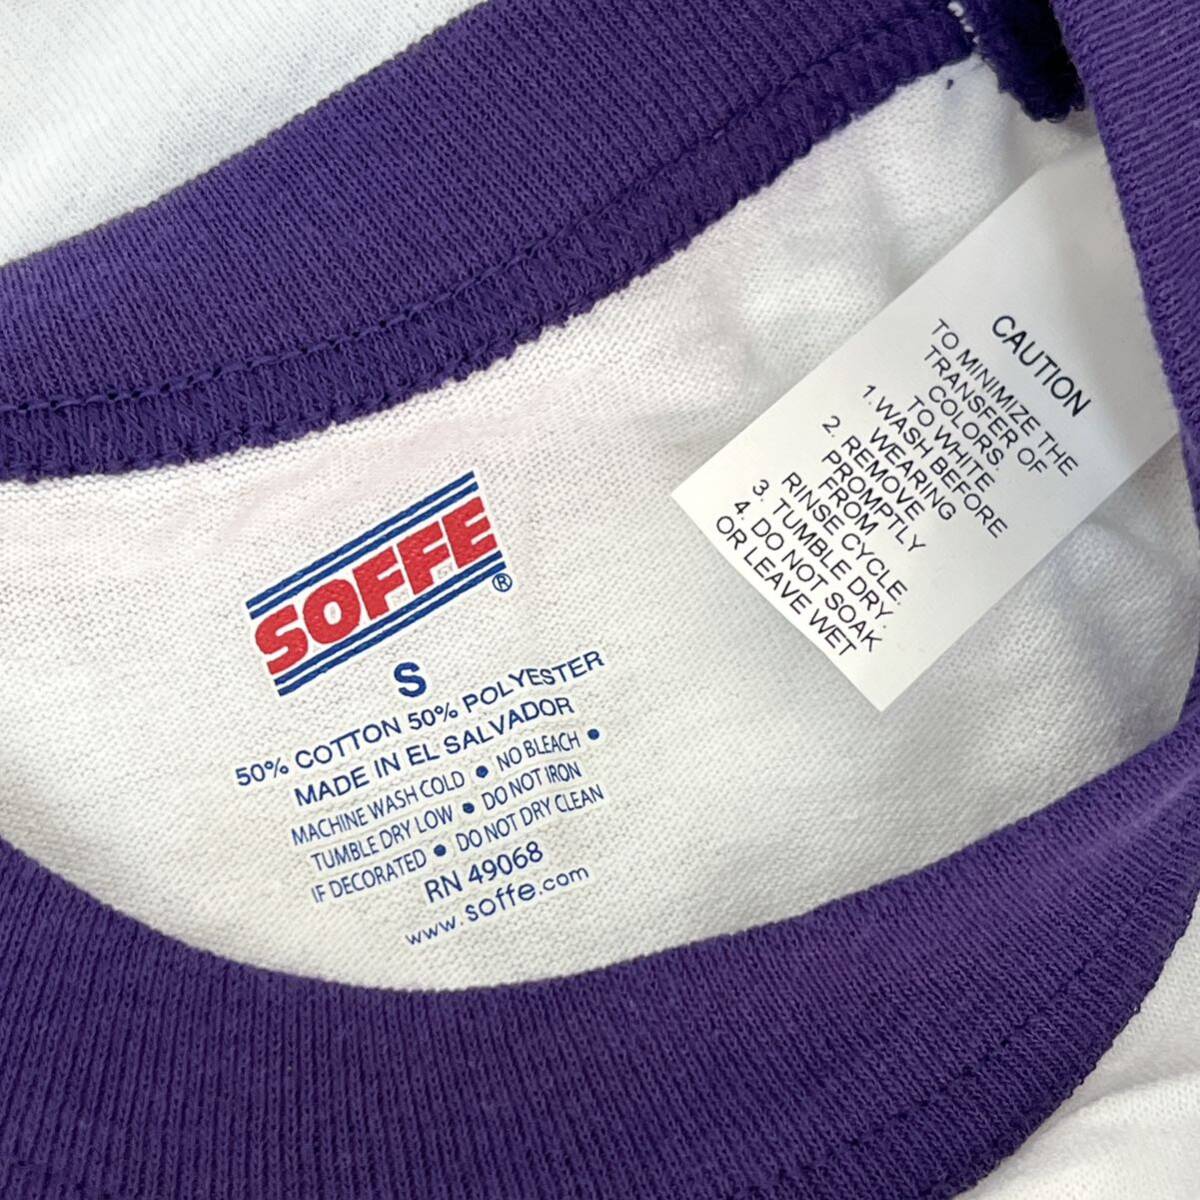 SOFFE®
S
50% COTTON 50% POLYESTER
MADE IN EL SALVADOR
MACHINE WASH COLD • NO BLEACH •
TUMBLE DRY LOW • DO NOT IRON
IF DECORATED • DO NOT DRY CLEAN
RN 49068
www.soffe.com
CAUTION
TO MINIMIZE THE
TRANSFER OF
COLORS
TO WHITE.
1. WASH BEFORE
WEARING
2. REMOVE
PROMPTLY
FROM
RINSE CYCLE.
3. TUMBLE DRY.
4. DO NOT SOAK
OR LEAVE WET